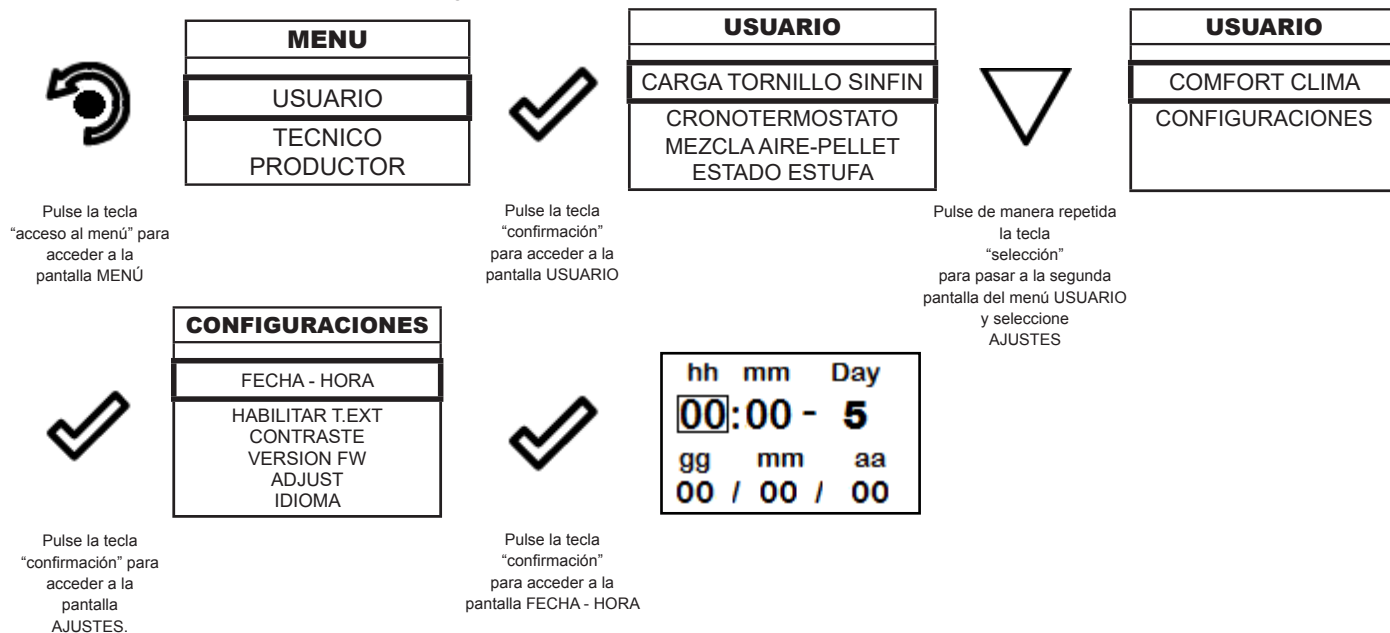 MENU
USUARIO
TECNICO
PRODUCTOR
Pulse la tecla
“acceso al menú” para
acceder a la
pantalla MENÚ
Pulse la tecla
“confirmación”
para acceder a la
pantalla USUARIO
USUARIO
CARGA TORNILLO SINFIN
CRONOTERMOSTATO
MEZCLA AIRE-PELLET
ESTADO ESTUFA
Pulse de manera repetida
la tecla
“selección”
para pasar a la segunda
pantalla del menú USUARIO
y seleccione
AJUSTES
USUARIO
COMFORT CLIMA
CONFIGURACIONES
Pulse la tecla
“confirmación” para
acceder a la
pantalla
AJUSTES.
CONFIGURACIONES
FECHA - HORA
HABILITAR T.EXT
CONTRASTE
VERSION FW
ADJUST
IDIOMA
Pulse la tecla
“confirmación”
para acceder a la
pantalla FECHA - HORA
hh mm Day
00:00 - 5
gg mm aa
00 / 00 / 00